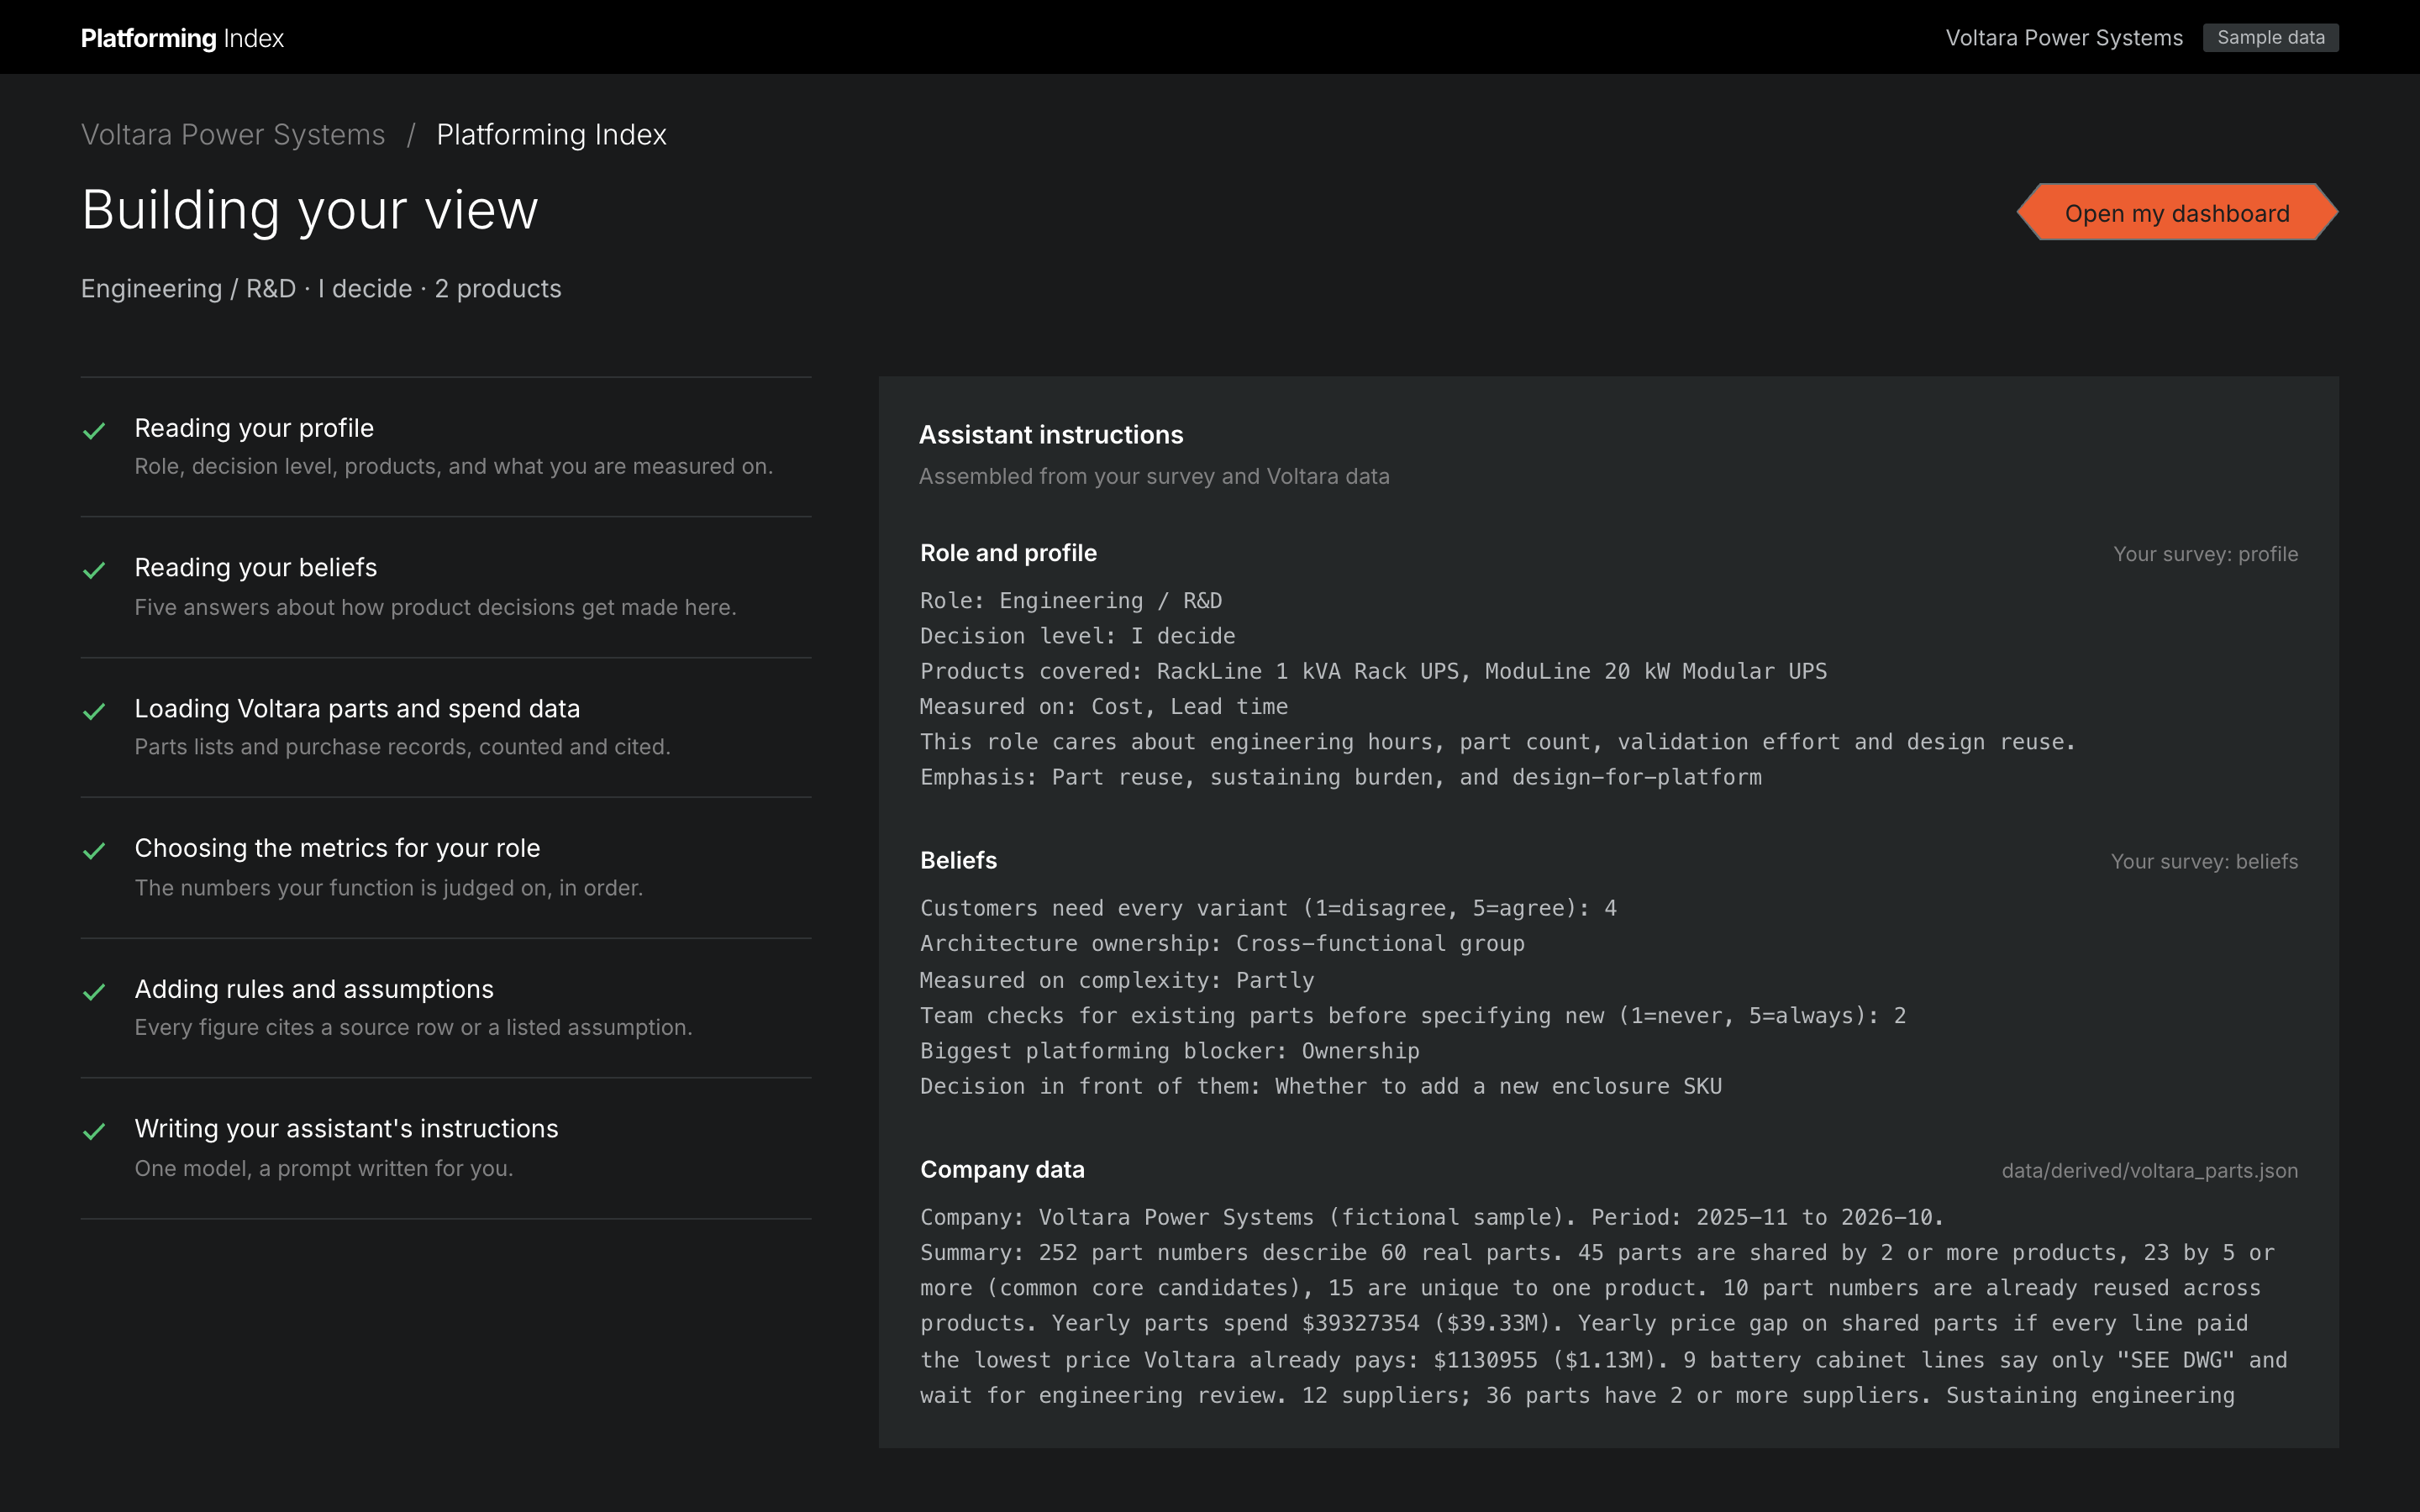 Platforming Index
Voltara Power Systems
Sample data
Voltara Power Systems / Platforming Index
Building your view
Open my dashboard
Engineering / R&D · I decide · 2 products
Reading your profile
Role, decision level, products, and what you are measured on.
Reading your beliefs
Five answers about how product decisions get made here.
Loading Voltara parts and spend data
Parts lists and purchase records, counted and cited.
Choosing the metrics for your role
The numbers your function is judged on, in order.
Adding rules and assumptions
Every figure cites a source row or a listed assumption.
Writing your assistant's instructions
One model, a prompt written for you.
Assistant instructions
Assembled from your survey and Voltara data
Role and profile
Your survey: profile
Role: Engineering / R&D
Decision level: I decide
Products covered: RackLine 1 kVA Rack UPS, ModuLine 20 kW Modular UPS
Measured on: Cost, Lead time
This role cares about engineering hours, part count, validation effort and design reuse.
Emphasis: Part reuse, sustaining burden, and design-for-platform
Beliefs
Your survey: beliefs
Customers need every variant (1=disagree, 5=agree): 4
Architecture ownership: Cross-functional group
Measured on complexity: Partly
Team checks for existing parts before specifying new (1=never, 5=always): 2
Biggest platforming blocker: Ownership
Decision in front of them: Whether to add a new enclosure SKU
Company data
data/derived/voltara_parts.json
Company: Voltara Power Systems (fictional sample). Period: 2025-11 to 2026-10.
Summary: 252 part numbers describe 60 real parts. 45 parts are shared by 2 or more products, 23 by 5 or
more (common core candidates), 15 are unique to one product. 10 part numbers are already reused across
products. Yearly parts spend $39327354 ($39.33M). Yearly price gap on shared parts if every line paid
the lowest price Voltara already pays: $1130955 ($1.13M). 9 battery cabinet lines say only "SEE DWG" and
wait for engineering review. 12 suppliers; 36 parts have 2 or more suppliers. Sustaining engineering